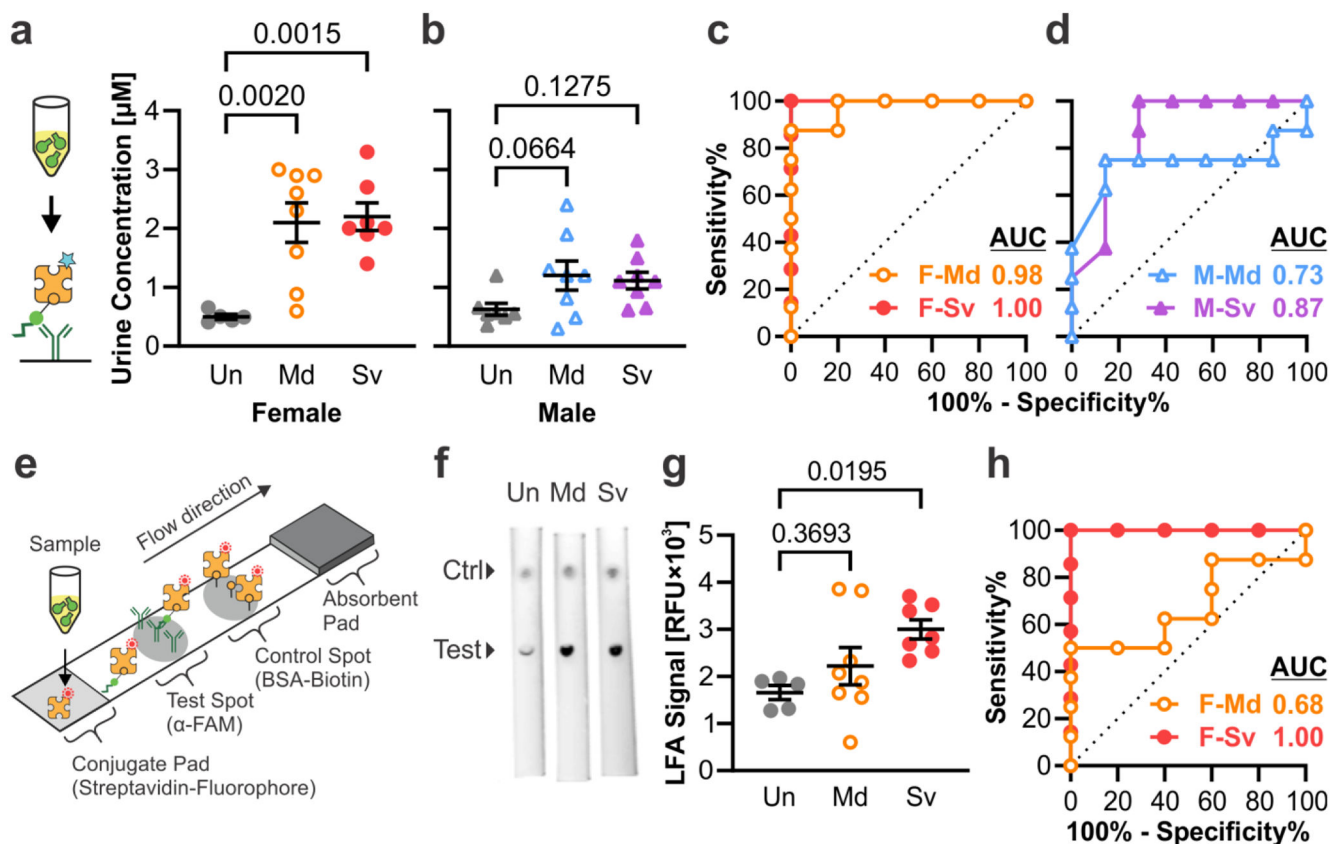 a
Urine Concentration [µM]
4
3
2
1
0
0.0015
0.0020
Un Md Sv
Female
b
0.1275
0.0664
Un Md Sv
Male
c
Sensitivity%
100
80
60
40
20
0
AUC
F-Md 0.98
F-Sv 1.00
0 20 40 60 80 100
d
AUC
M-Md 0.73
M-Sv 0.87
0 20 40 60 80 100
100% - Specificity%
e
Flow direction
Sample
Absorbent
Pad
Control Spot
(BSA-Biotin)
Test Spot
(α-FAM)
Conjugate Pad
(Streptavidin-Fluorophore)
f
Un Md Sv
Ctrl
Test
g
LFA Signal [RFU×10³]
5
4
3
2
1
0
0.0195
0.3693
Un Md Sv
h
Sensitivity%
100
80
60
40
20
0
AUC
F-Md 0.68
F-Sv 1.00
0 20 40 60 80 100
100% - Specificity%